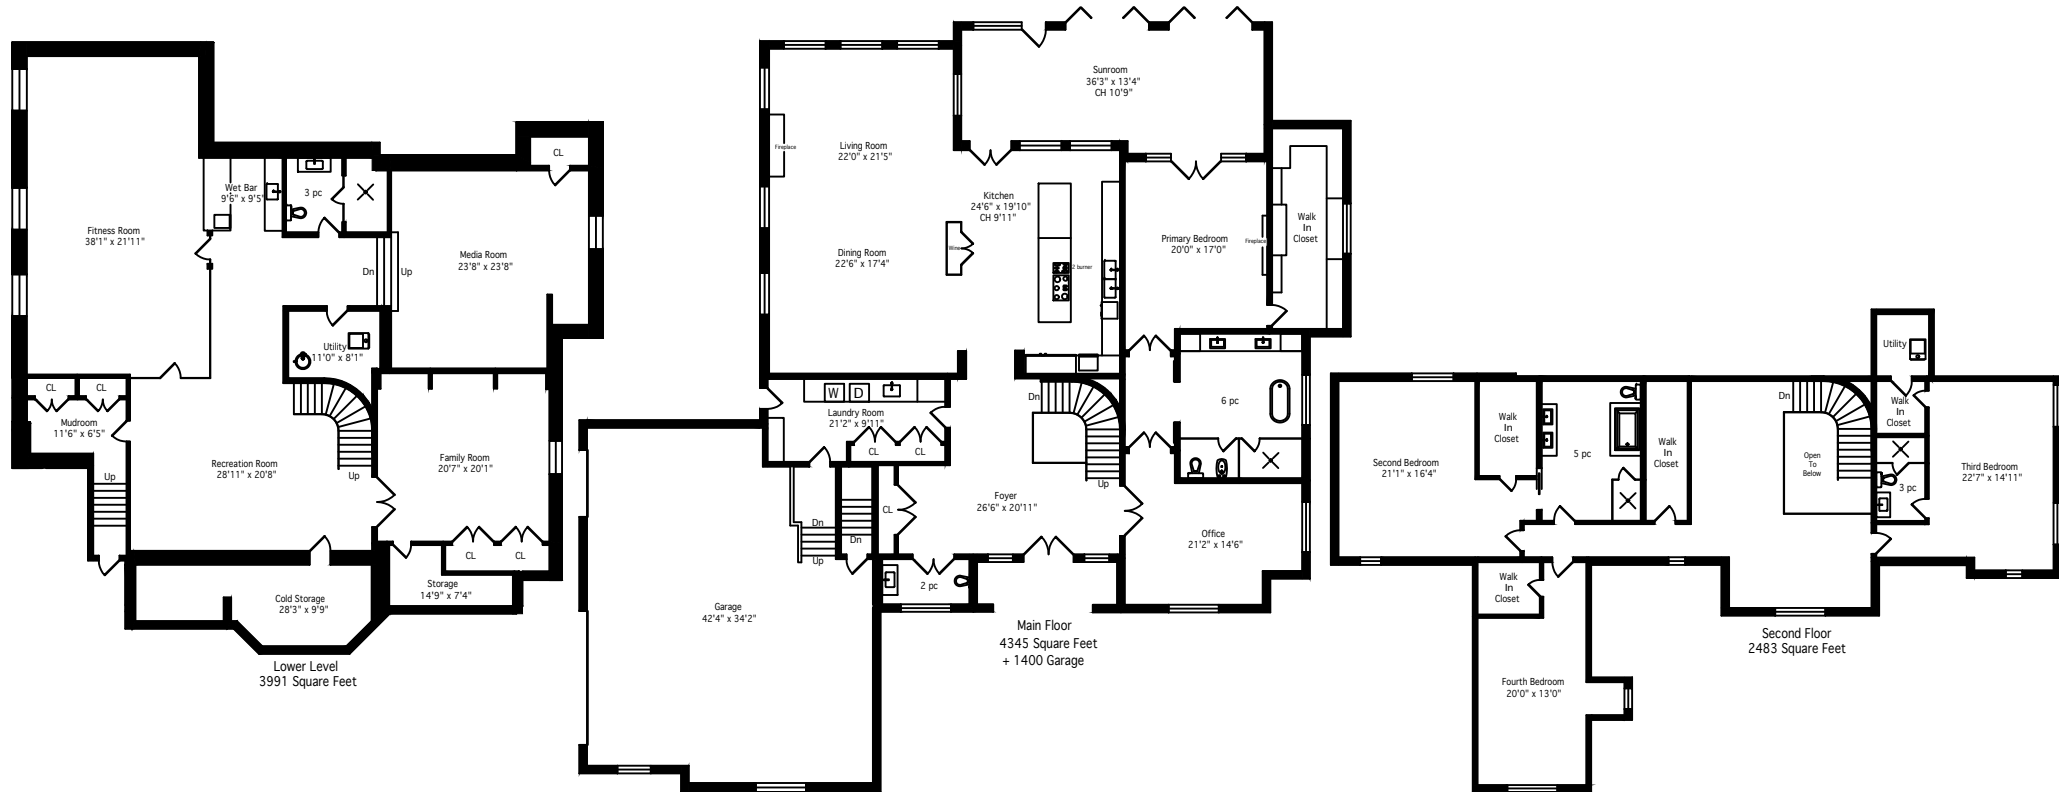 CL
3 pc
Wet Bar
9'6" x 9'5"
Fitness Room
38'1" x 21'11"
Media Room
23'8" x 23'8"
Dn
Up
Utility
11'0" x 8'1"
CL
CL
Mudroom
11'6" x 6'5"
Up
Recreation Room
28'11" x 20'8"
Up
Family Room
20'7" x 20'1"
CL
CL
Storage
14'9" x 7'4"
Cold Storage
28'3" x 9'9"
Lower Level
3991 Square Feet
Sunroom
36'3" x 13'4"
CH 10'9"
Fireplace
Living Room
22'0" x 21'5"
Kitchen
24'6" x 19'10"
CH 9'11"
Wine
Dining Room
22'6" x 17'4"
2 burner
Primary Bedroom
20'0" x 17'0"
Fireplace
Walk
In
Closet
W
D
Laundry Room
21'2" x 9'11"
CL
CL
Dn
6 pc
Up
Foyer
26'6" x 20'11"
CL
Dn
Dn
Up
2 pc
Office
21'2" x 14'6"
Garage
42'4" x 34'2"
Main Floor
4345 Square Feet
+ 1400 Garage
Utility
Walk
In
Closet
Dn
Walk
In
Closet
Walk
In
Closet
5 pc
Second Bedroom
21'1" x 16'4"
Open
To
Below
3 pc
Third Bedroom
22'7" x 14'11"
Walk
In
Closet
Fourth Bedroom
20'0" x 13'0"
Second Floor
2483 Square Feet